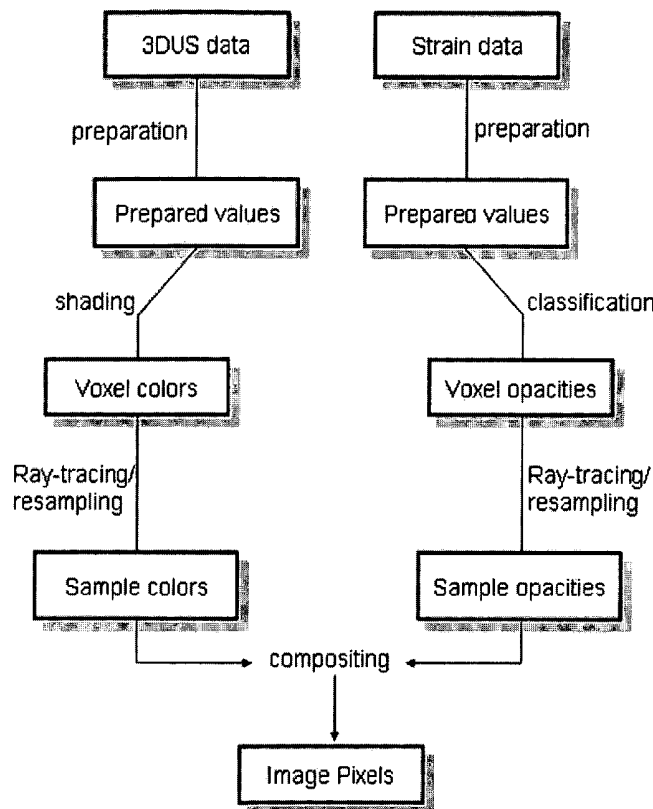 3DUS data
Strain data
preparation
preparation
Prepared values
Prepared values
shading
classification
Voxel colors
Voxel opacities
Ray-tracing/
resampling
Ray-tracing/
resampling
Sample colors
Sample opacities
compositing
Image Pixels